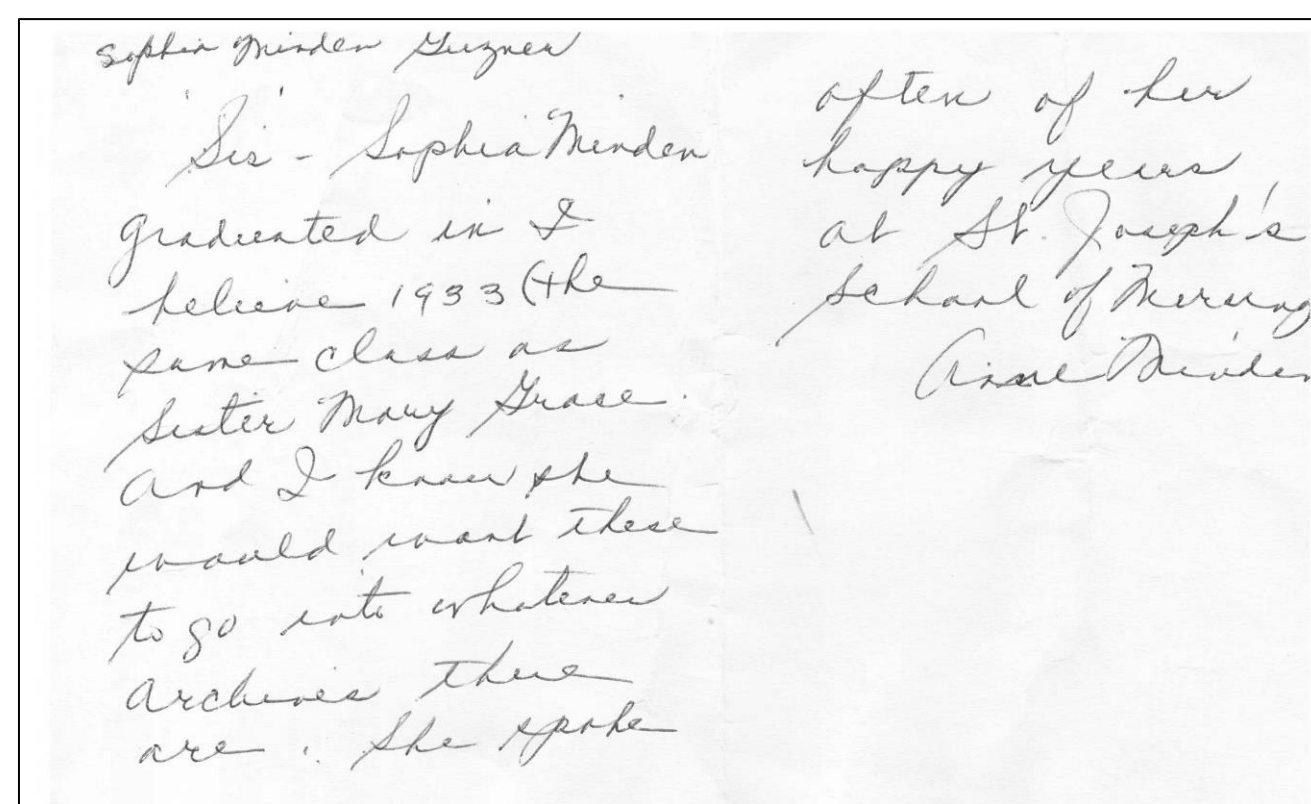 Sophia Minden Guzner
"Sis" - Sophia Minden
graduated in I
believe 1933 (the
same class as
Sister Mary Grace.
And I know she
would want these
to go into whatever
archives there
are. She spoke
often of her
happy years
at St. Joseph's
School of Nursing
Anne Minden